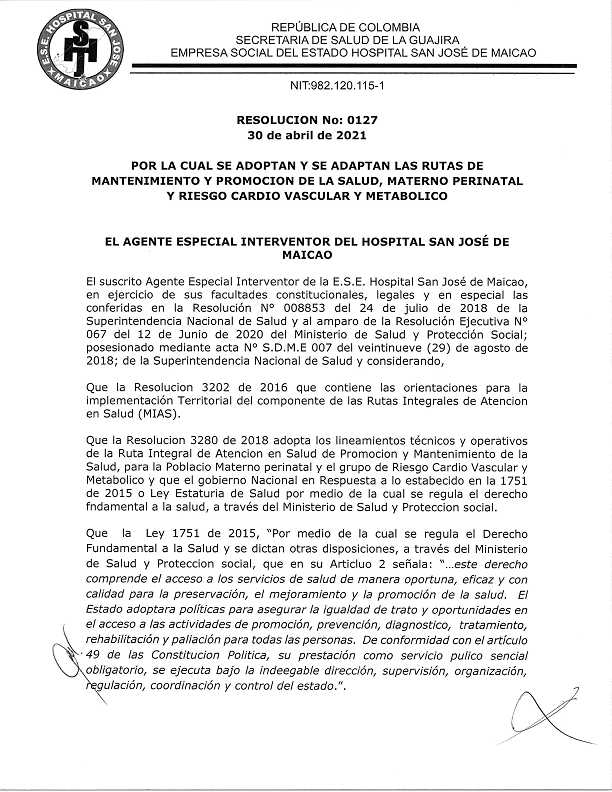 E.S.E. HOSPITAL SAN JOSE
MAICAO
HSJM
REPÚBLICA DE COLOMBIA
SECRETARIA DE SALUD DE LA GUAJIRA
EMPRESA SOCIAL DEL ESTADO HOSPITAL SAN JOSÉ DE MAICAO
NIT:982.120.115-1
RESOLUCION No: 0127
30 de abril de 2021
POR LA CUAL SE ADOPTAN Y SE ADAPTAN LAS RUTAS DE
MANTENIMIENTO Y PROMOCION DE LA SALUD, MATERNO PERINATAL
Y RIESGO CARDIO VASCULAR Y METABOLICO
EL AGENTE ESPECIAL INTERVENTOR DEL HOSPITAL SAN JOSÉ DE
MAICAO
El suscrito Agente Especial Interventor de la E.S.E. Hospital San José de Maicao,
en ejercicio de sus facultades constitucionales, legales y en especial las
conferidas en la Resolución N° 008853 del 24 de julio de 2018 de la
Superintendencia Nacional de Salud y al amparo de la Resolución Ejecutiva N°
067 del 12 de Junio de 2020 del Ministerio de Salud y Protección Social;
posesionado mediante acta N° S.D.M.E 007 del veintinueve (29) de agosto de
2018; de la Superintendencia Nacional de Salud y considerando,
Que la Resolucion 3202 de 2016 que contiene las orientaciones para la
implementación Territorial del componente de las Rutas Integrales de Atencion
en Salud (MIAS).
Que la Resolucion 3280 de 2018 adopta los lineamientos técnicos y operativos
de la Ruta Integral de Atencion en Salud de Promocion y Mantenimiento de la
Salud, para la Poblacio Materno perinatal y el grupo de Riesgo Cardio Vascular y
Metabolico y que el gobierno Nacional en Respuesta a lo estabecido en la 1751
de 2015 o Ley Estaturia de Salud por medio de la cual se regula el derecho
fndamental a la salud, a través del Ministerio de Salud y Proteccion social.
Que la Ley 1751 de 2015, “Por medio de la cual se regula el Derecho
Fundamental a la Salud y se dictan otras disposiciones, a través del Ministerio
de Salud y Proteccion social, que en su Articluo 2 señala: “…este derecho
comprende el acceso a los servicios de salud de manera oportuna, eficaz y con
calidad para la preservación, el mejoramiento y la promoción de la salud. El
Estado adoptara políticas para asegurar la igualdad de trato y oportunidades en
el acceso a las actividades de promoción, prevención, diagnostico, tratamiento,
rehabilitación y paliación para todas las personas. De conformidad con el artículo
49 de las Constitucion Politica, su prestación como servicio pulico sencial
obligatorio, se ejecuta bajo la indeegable dirección, supervisión, organización,
regulación, coordinación y control del estado.”.